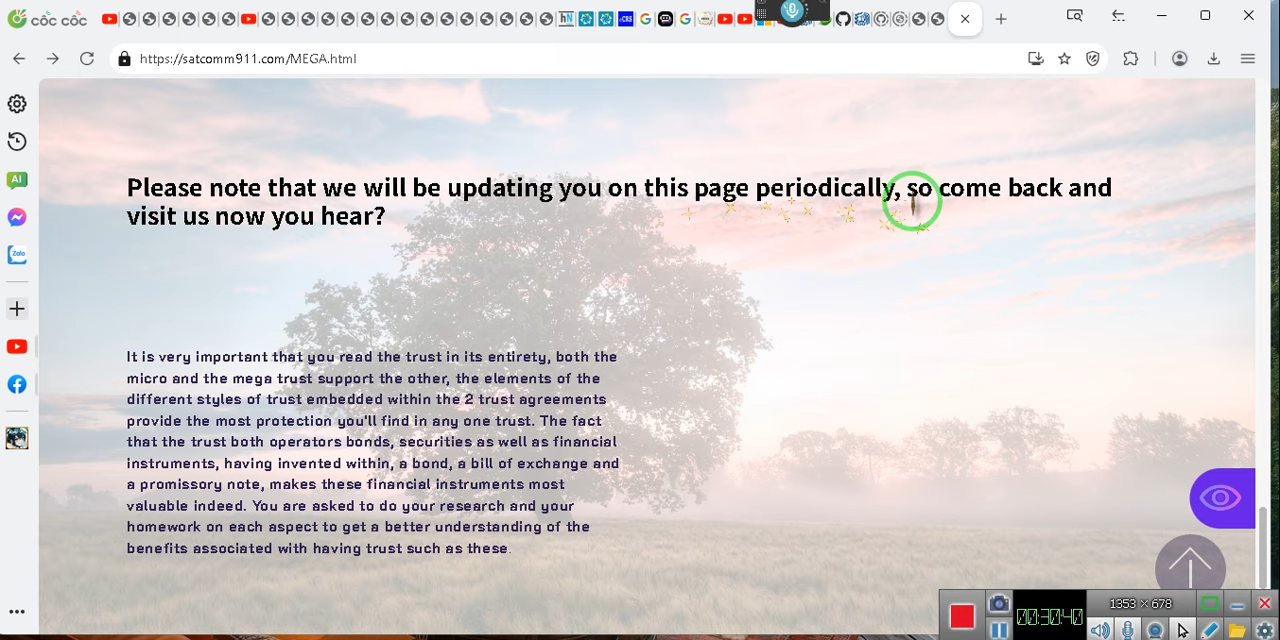 cốc cốc
hN
cRS
G
G
https://satcomm911.com/MEGA.html
AI
Zalo
Please note that we will be updating you on this page periodically, so come back and
visit us now you hear?
It is very important that you read the trust in its entirety, both the
micro and the mega trust support the other, the elements of the
different styles of trust embedded within the 2 trust agreements
provide the most protection you'll find in any one trust. The fact
that the trust both operators bonds, securities as well as financial
instruments, having invented within, a bond, a bill of exchange and
a promissory note, makes these financial instruments most
valuable indeed. You are asked to do your research and your
homework on each aspect to get a better understanding of the
benefits associated with having trust such as these.
00:30:40
1353 × 678